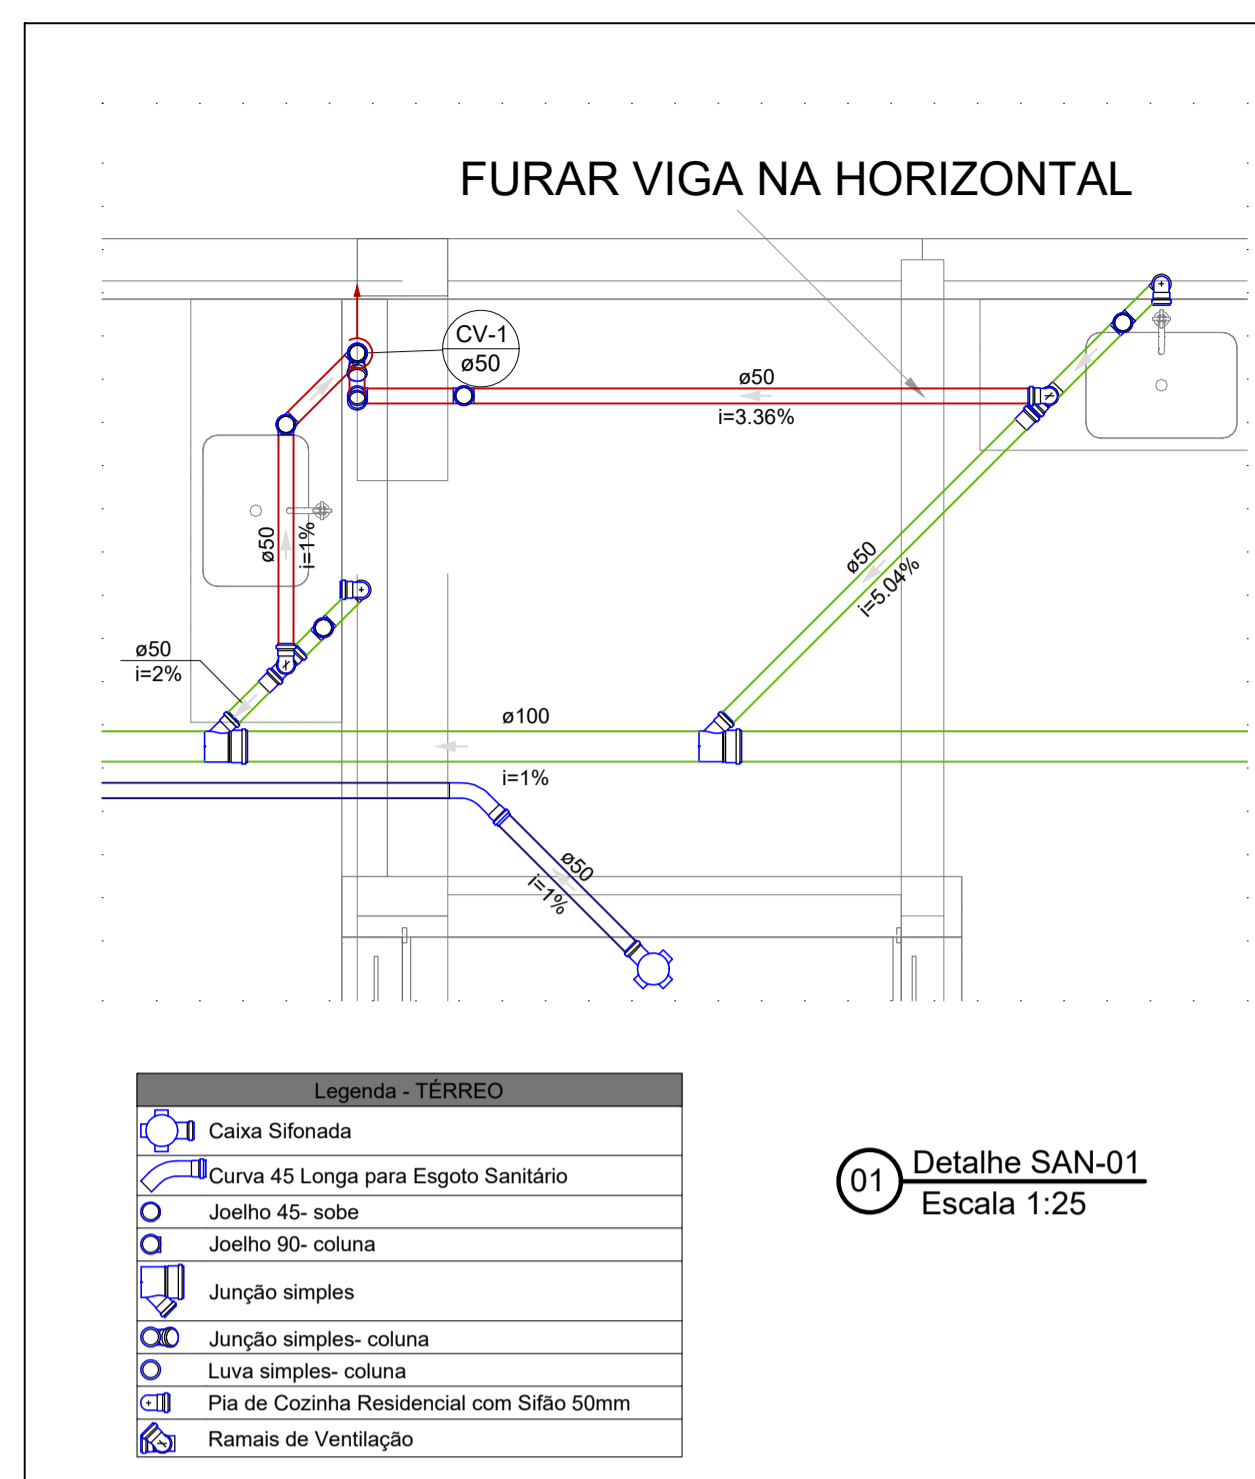 FURAR VIGA NA HORIZONTAL
CV-1
ø50
ø50
i=3.36%
ø50
i=1%
ø50
i=5.04%
ø50
i=2%
ø100
i=1%
ø50
i=1%
Legenda - TÉRREO
Caixa Sifonada
Curva 45 Longa para Esgoto Sanitário
Joelho 45- sobe
Joelho 90- coluna
Junção simples
Junção simples- coluna
Luva simples- coluna
Pia de Cozinha Residencial com Sifão 50mm
Ramais de Ventilação
01
Detalhe SAN-01
Escala 1:25